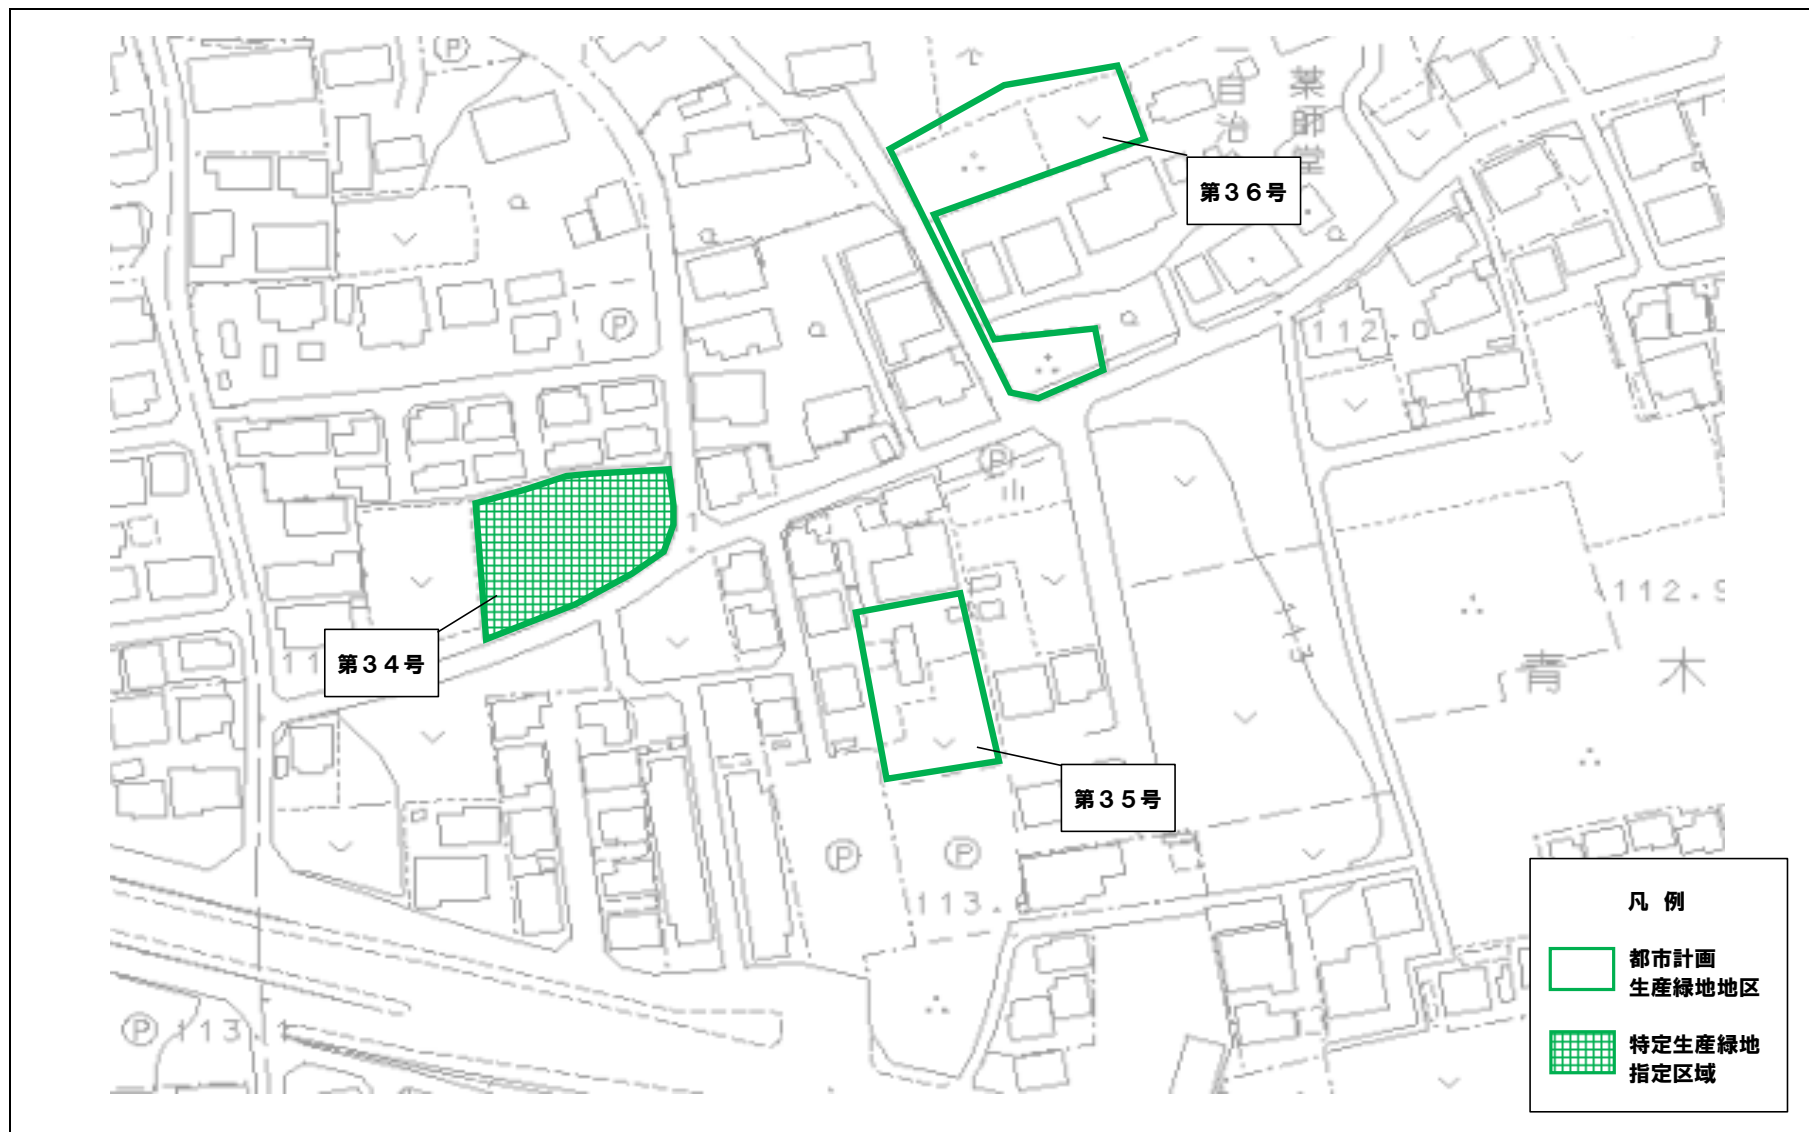 薬師堂
自治
第３６号
112.0
第３４号
112.9
青木
第３５号
113.
113.1
113
凡 例
都市計画
生産緑地地区
特定生産緑地
指定区域
P
P
P
P
P
P